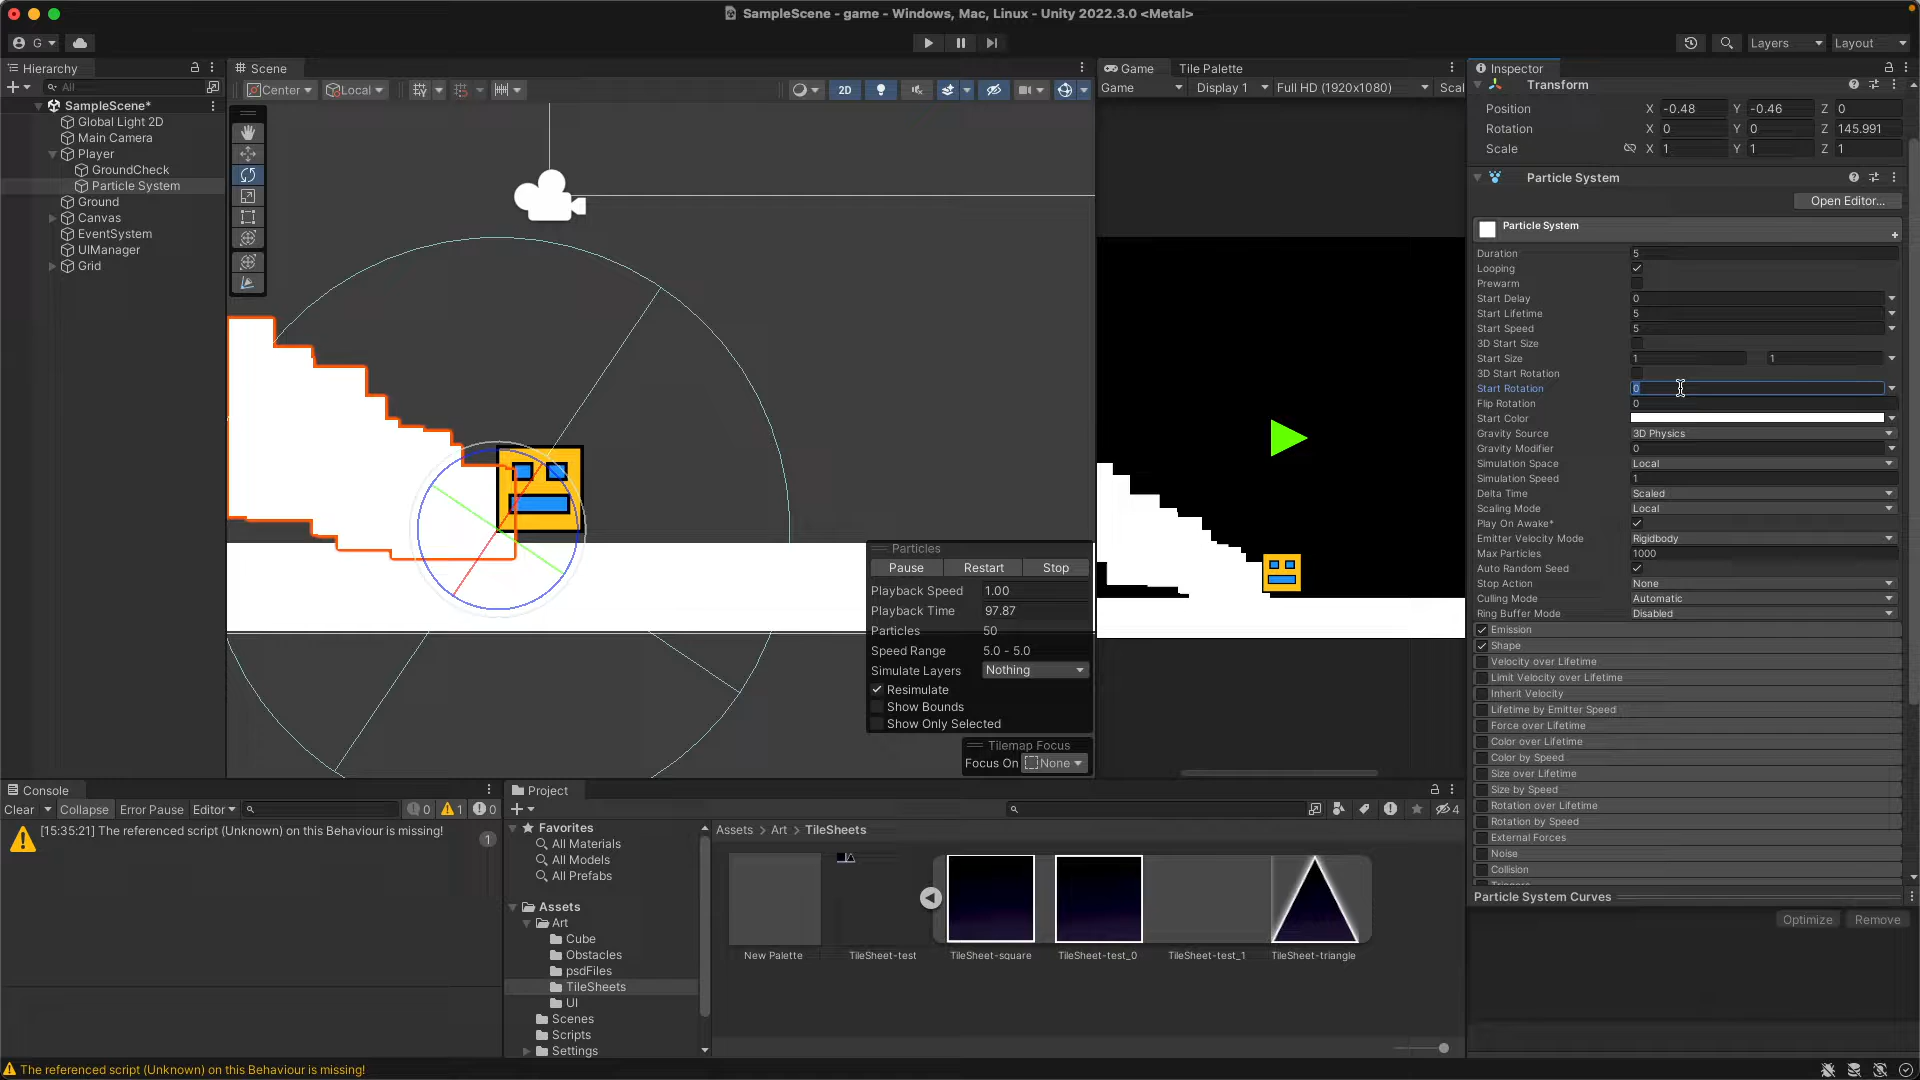 SampleScene - game - Windows, Mac, Linux - Unity 2022.3.0 <Metal>
G
Layers
Layout
Hierarchy
All
SampleScene*
Global Light 2D
Main Camera
Player
GroundCheck
Particle System
Ground
Canvas
EventSystem
UIManager
Grid
Scene
Center
Local
2D
Particles
Pause Restart Stop
Playback Speed 1.00
Playback Time 97.87
Particles 50
Speed Range 5.0 - 5.0
Simulate Layers Nothing
Resimulate
Show Bounds
Show Only Selected
Tilemap Focus
Focus On None
Game Tile Palette
Game Display 1 Full HD (1920x1080) Scal
Inspector
Transform
Position X -0.48 Y -0.46 Z 0
Rotation X 0 Y 0 Z 145.991
Scale X 1 Y 1 Z 1
Particle System
Open Editor...
Particle System
Duration 5
Looping
Prewarm
Start Delay 0
Start Lifetime 5
Start Speed 5
3D Start Size
Start Size 1 1
3D Start Rotation
Start Rotation 0
Flip Rotation 0
Start Color
Gravity Source 3D Physics
Gravity Modifier 0
Simulation Space Local
Simulation Speed 1
Delta Time Scaled
Scaling Mode Local
Play On Awake*
Emitter Velocity Mode Rigidbody
Max Particles 1000
Auto Random Seed
Stop Action None
Culling Mode Automatic
Ring Buffer Mode Disabled
Emission
Shape
Velocity over Lifetime
Limit Velocity over Lifetime
Inherit Velocity
Lifetime by Emitter Speed
Force over Lifetime
Color over Lifetime
Color by Speed
Size over Lifetime
Size by Speed
Rotation over Lifetime
Rotation by Speed
External Forces
Noise
Collision
Particle System Curves
Optimize Remove
Console
Clear Collapse Error Pause Editor 0 1 0
[15:35:21] The referenced script (Unknown) on this Behaviour is missing!
1
Project
4
Favorites
All Materials
All Models
All Prefabs
Assets
Art
Cube
Obstacles
psdFiles
TileSheets
UI
Scenes
Scripts
Settings
Assets > Art > TileSheets
New Palette TileSheet-test TileSheet-square TileSheet-test_0 TileSheet-test_1 TileSheet-triangle
The referenced script (Unknown) on this Behaviour is missing!